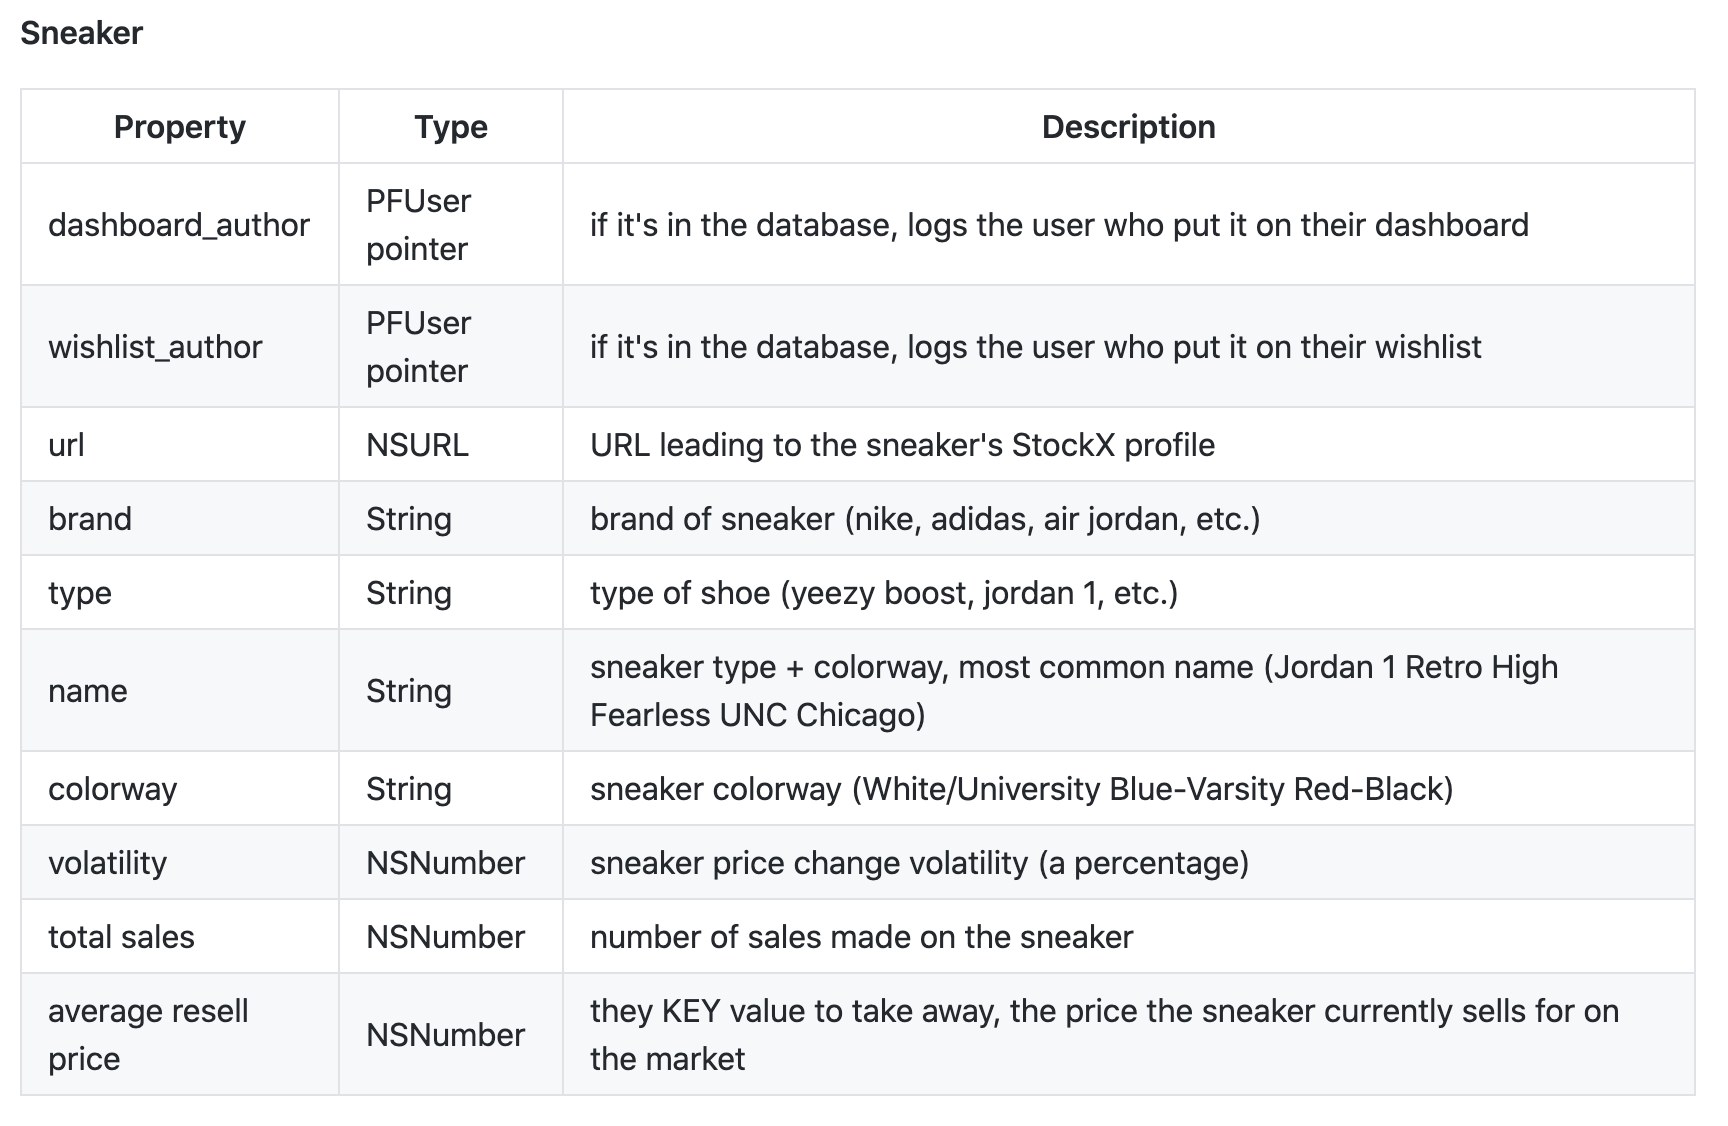 Sneaker
Property Type Description
dashboard_author PFUser pointer if it's in the database, logs the user who put it on their dashboard
wishlist_author PFUser pointer if it's in the database, logs the user who put it on their wishlist
url NSURL URL leading to the sneaker's StockX profile
brand String brand of sneaker (nike, adidas, air jordan, etc.)
type String type of shoe (yeezy boost, jordan 1, etc.)
name String sneaker type + colorway, most common name (Jordan 1 Retro High
Fearless UNC Chicago)
colorway String sneaker colorway (White/University Blue-Varsity Red-Black)
volatility NSNumber sneaker price change volatility (a percentage)
total sales NSNumber number of sales made on the sneaker
average resell price NSNumber they KEY value to take away, the price the sneaker currently sells for on
the market